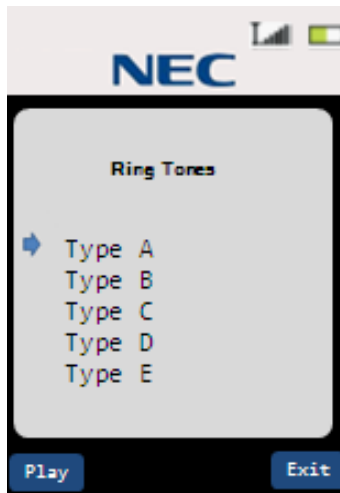 NEC
Ring Tones
Type A
Type B
Type C
Type D
Type E
Play Exit